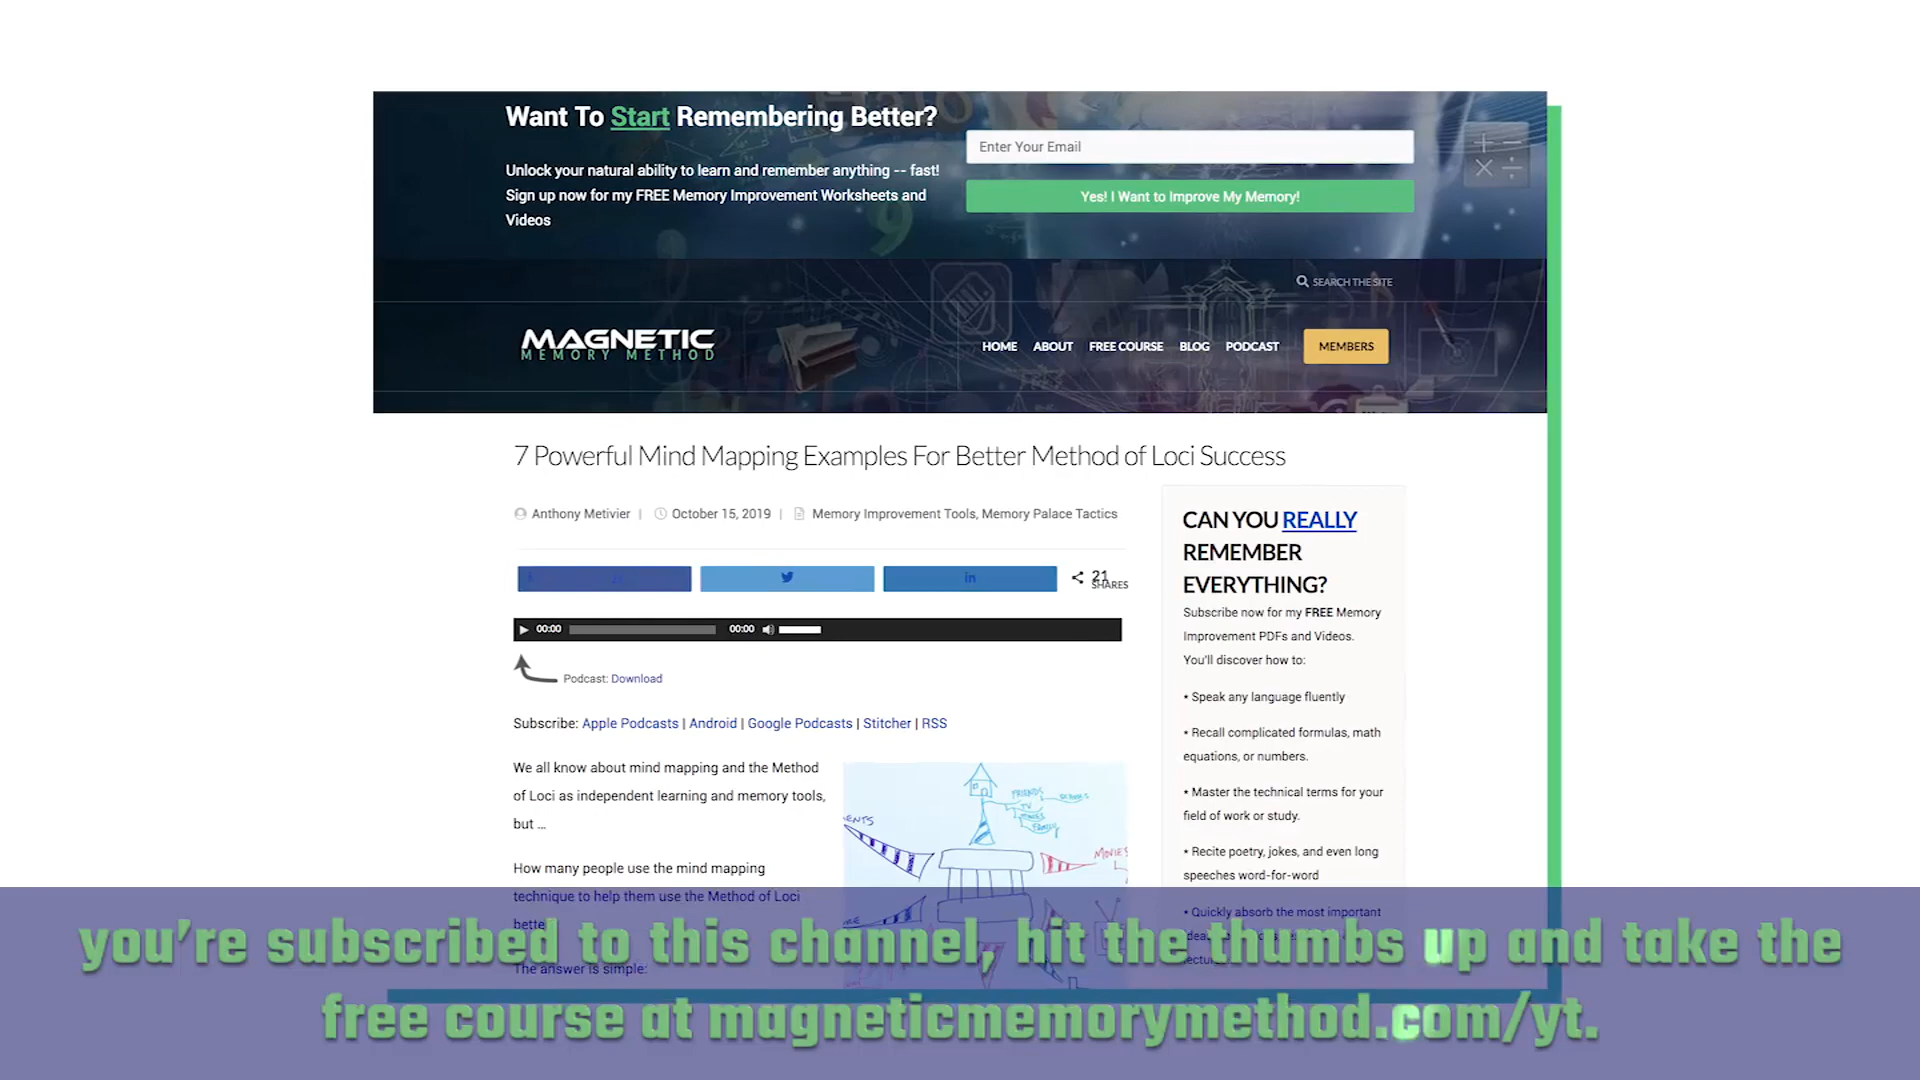 Want To Start Remembering Better?
Unlock your natural ability to learn and remember anything -- fast!
Sign up now for my FREE Memory Improvement Worksheets and
Videos
Enter Your Email
Yes! I Want to Improve My Memory!
SEARCH THE SITE
MAGNETIC
MEMORY METHOD
HOME ABOUT FREE COURSE BLOG PODCAST MEMBERS
7 Powerful Mind Mapping Examples For Better Method of Loci Success
Anthony Metivier | October 15, 2019 | Memory Improvement Tools, Memory Palace Tactics
21
SHARES
00:00 00:00
Podcast: Download
Subscribe: Apple Podcasts | Android | Google Podcasts | Stitcher | RSS
We all know about mind mapping and the Method
of Loci as independent learning and memory tools,
but ...
How many people use the mind mapping
technique to help them use the Method of Loci
The answer is simple:
FRIENDS
TV
MOVIES
FAMILY
CAN YOU REALLY
REMEMBER
EVERYTHING?
Subscribe now for my FREE Memory
Improvement PDFs and Videos.
You'll discover how to:
• Speak any language fluently
• Recall complicated formulas, math
equations, or numbers.
• Master the technical terms for your
field of work or study.
• Recite poetry, jokes, and even long
speeches word-for-word
• Quickly absorb the most important
you're subscribed to this channel, hit the thumbs up and take the
free course at magneticmemorymethod.com/yt.